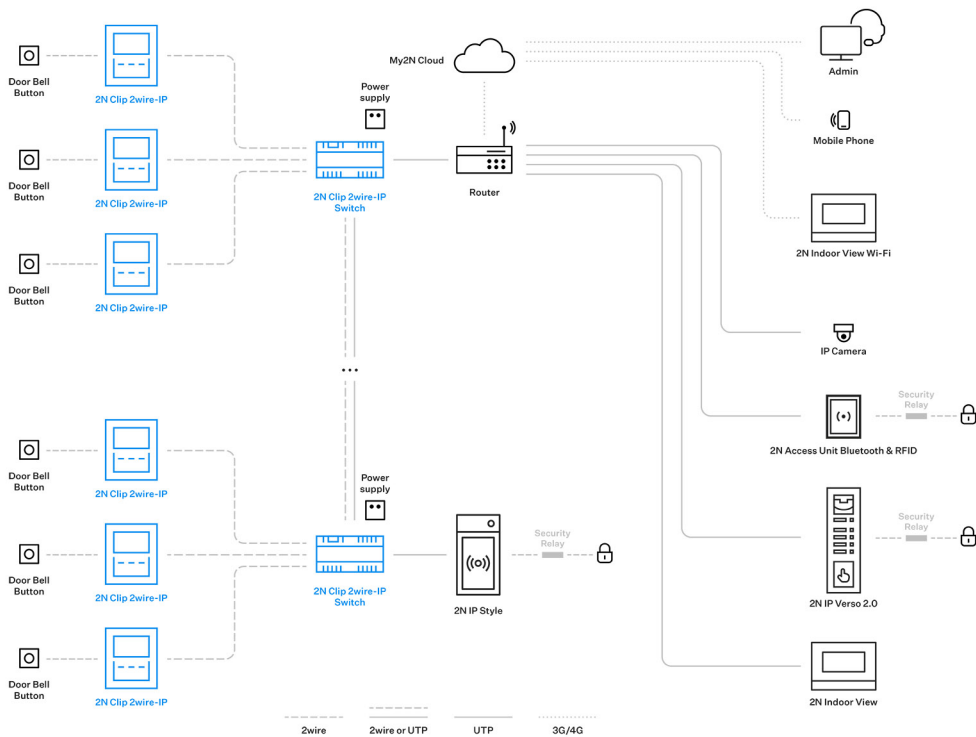 Door Bell
Button
2N Clip 2wire-IP
Door Bell
Button
2N Clip 2wire-IP
Door Bell
Button
2N Clip 2wire-IP
Power
supply
2N Clip 2wire-IP
Switch
My2N Cloud
Router
Admin
Mobile Phone
2N Indoor View Wi-Fi
IP Camera
Security
Relay
2N Access Unit Bluetooth & RFID
Security
Relay
2N IP Verso 2.0
2N Indoor View
...
Door Bell
Button
2N Clip 2wire-IP
Door Bell
Button
2N Clip 2wire-IP
Door Bell
Button
2N Clip 2wire-IP
Power
supply
2N Clip 2wire-IP
Switch
2N IP Style
Security
Relay
2wire
2wire or UTP
UTP
3G/4G